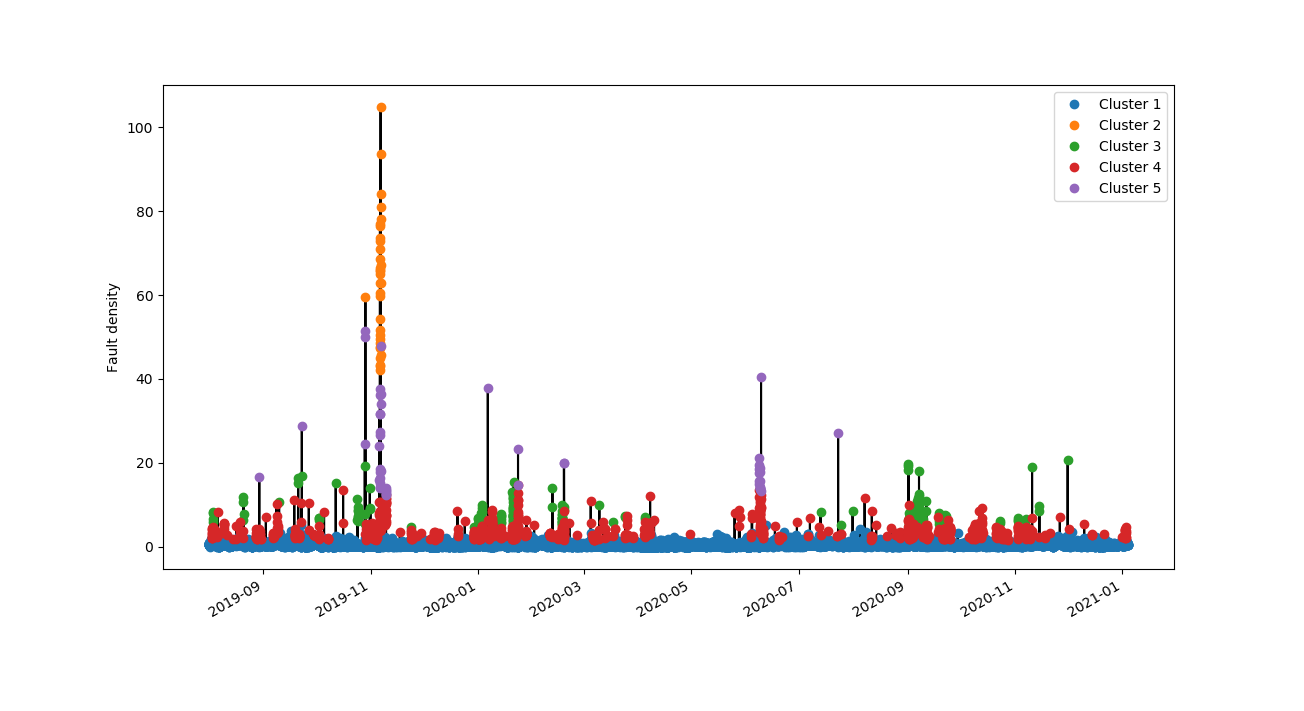 Cluster 1
Cluster 2
Cluster 3
Cluster 4
Cluster 5
Fault density
100
80
60
40
20
0
2019-09
2019-11
2020-01
2020-03
2020-05
2020-07
2020-09
2020-11
2021-01